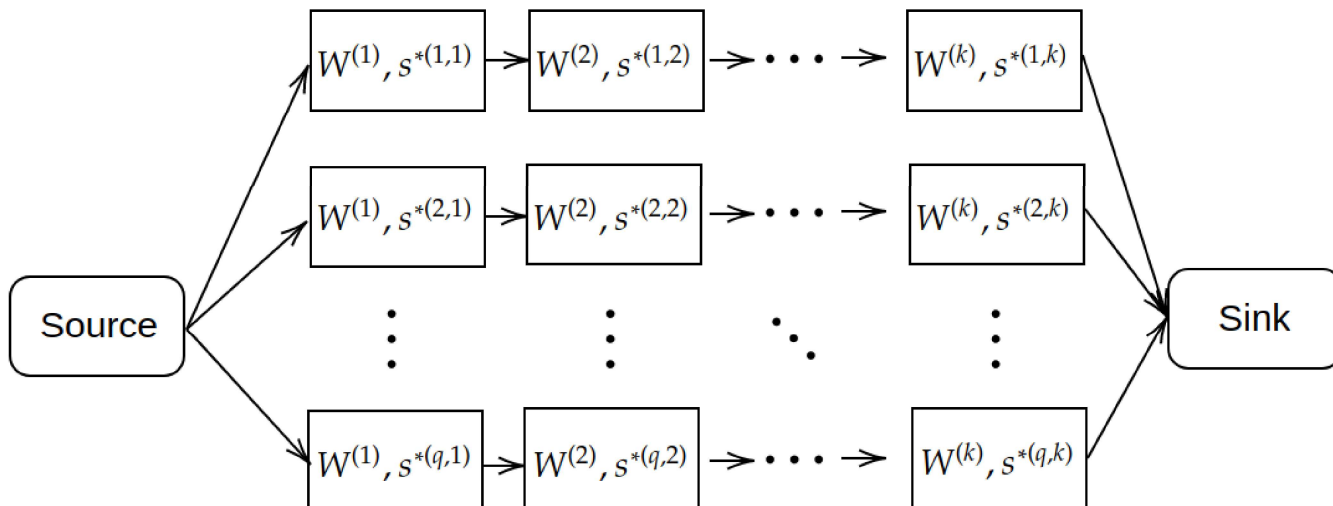 W^{(1)}, s^{*(1,1)} W^{(2)}, s^{*(1,2)} • • • W^{(k)}, s^{*(1,k)}
W^{(1)}, s^{*(2,1)} W^{(2)}, s^{*(2,2)} • • • W^{(k)}, s^{*(2,k)}
Source
Sink
W^{(1)}, s^{*(q,1)} W^{(2)}, s^{*(q,2)} • • • W^{(k)}, s^{*(q,k)}